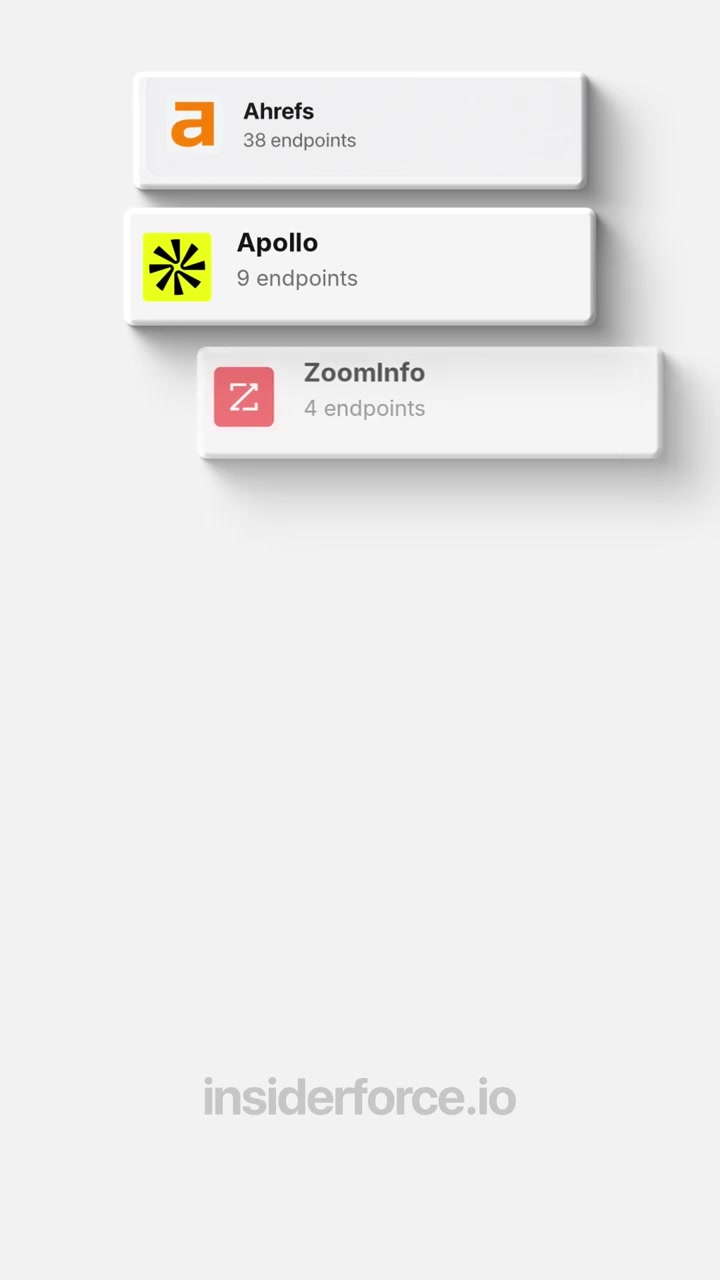 Ahrefs
38 endpoints
Apollo
9 endpoints
ZoomInfo
4 endpoints
insiderforce.io